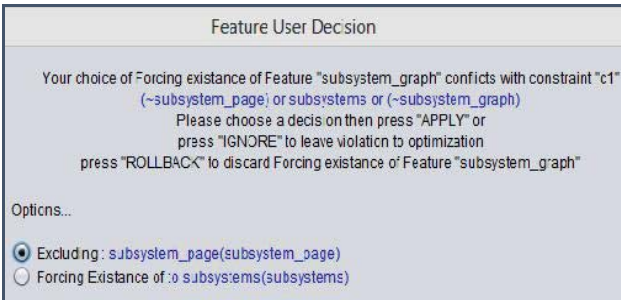 Feature User Decision
Your choice of Forcing existance of Feature "subsystem_graph" conflicts with constraint "c1"
(~subsystem_page) or subsystems or (~subsystem_graph)
Please choose a decision then press "APPLY" or
press "IGNORE" to leave violation to optimization
press "ROLLBACK" to discard Forcing existance of Feature "subsystem_graph"
Options...
Excluding: subsystem_page(subsystem_page)
Forcing Existance of :o subsystems(subsystems)